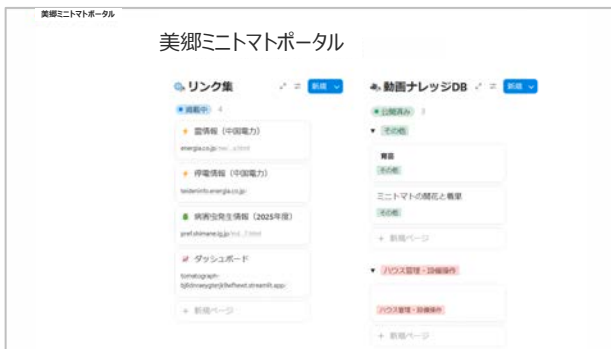 美郷ミニトマトポータル
美郷ミニトマトポータル
リンク集
新規
掲載中 4
雷情報（中国電力）
energia.co.jp
停電情報（中国電力）
teideninfo.energia.co.jp
病害虫発生情報（2025年度）
pref.shimane.lg.jp
ダッシュボード
tomatograph-
+ 新規ページ
動画ナレッジDB
新規
公開済み 3
その他
育苗
その他
ミニトマトの開花と着果
その他
+ 新規ページ
ハウス管理・設備操作
ハウス管理・設備操作
+ 新規ページ